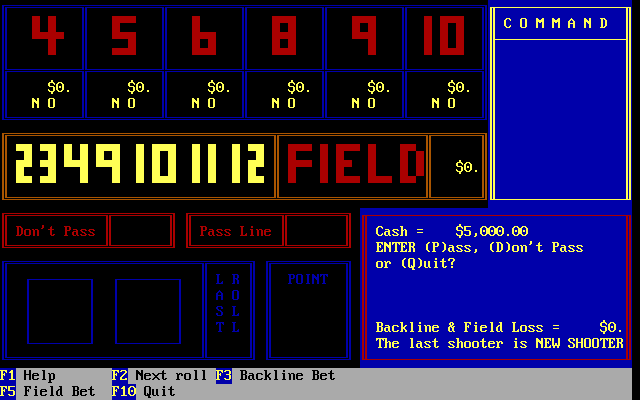 4 5 6 8 9 10
COMMAND
$0. $0. $0. $0. $0. $0.
NO NO NO NO NO NO
2 3 4 9 10 11 12 FIELD $0.
Don't Pass Pass Line
Cash = $5,000.00
ENTER (P)ass, (D)on't Pass
or (Q)uit?
LAST
ROLL
POINT
Backline & Field Loss = $0.
The last shooter is NEW SHOOTER
F1 Help F2 Next roll F3 Backline Bet
F5 Field Bet F10 Quit